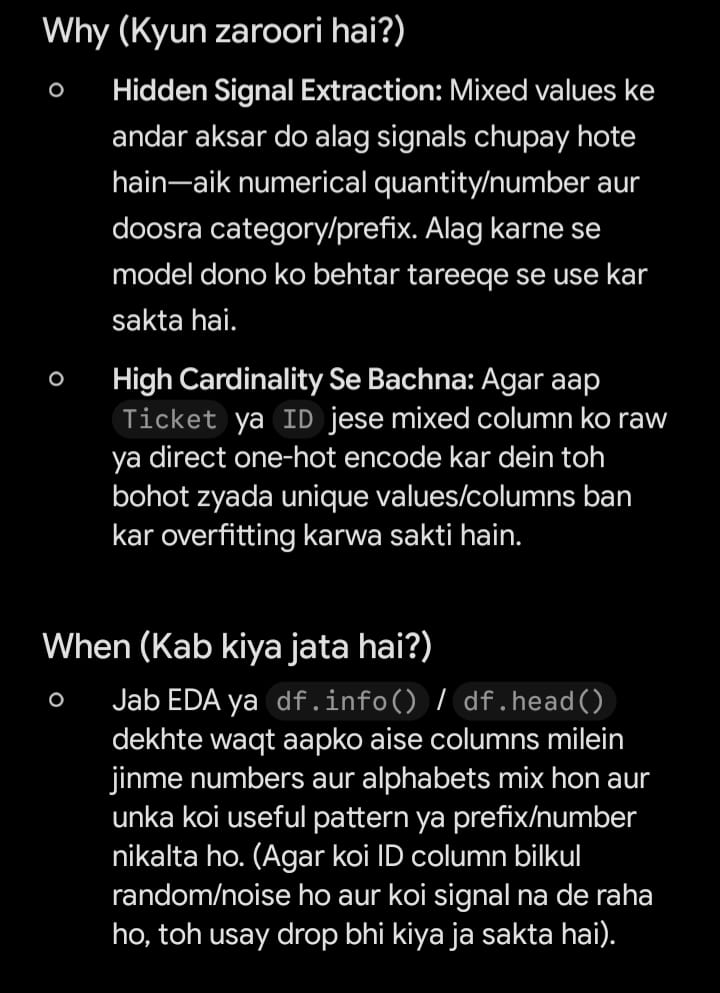 Why (Kyun zaroori hai?)
Hidden Signal Extraction: Mixed values ke
andar aksar do alag signals chupay hote
hain—aik numerical quantity/number aur
doosra category/prefix. Alag karne se
model dono ko behtar tareeqe se use kar
sakta hai.
High Cardinality Se Bachna: Agar aap
Ticket ya ID jese mixed column ko raw
ya direct one-hot encode kar dein toh
bohot zyada unique values/columns ban
kar overfitting karwa sakti hain.
When (Kab kiya jata hai?)
Jab EDA ya df.info() / df.head()
dekhte waqt aapko aise columns milein
jinme numbers aur alphabets mix hon aur
unka koi useful pattern ya prefix/number
nikalta ho. (Agar koi ID column bilkul
random/noise ho aur koi signal na de raha
ho, toh usay drop bhi kiya ja sakta hai).